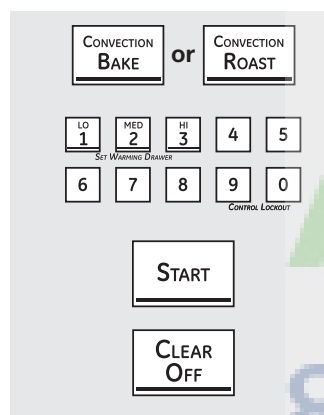 CONVECTION CONVECTION
BAKE or ROAST
LO MED HI
1 2 3 4 5
SET WARMING DRAWER
6 7 8 9 0
CONTROL LOCKOUT
START
CLEAR
OFF